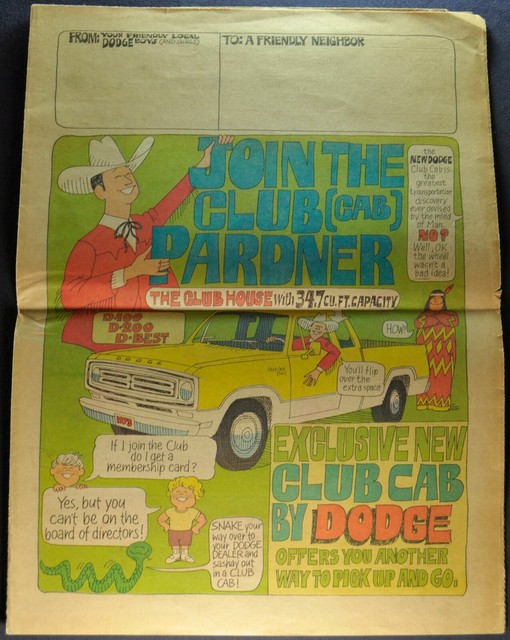 FROM: YOUR FRIENDLY LOCAL
DODGE BOYS (AND GIRLS)
TO: A FRIENDLY NEIGHBOR
JOIN THE
CLUB (CAB)
PARDNER
the
NEW DODGE
Club Cab is
the
greatest
transportation
discovery
ever devised
by the mind
of Man.
NO?
Well, OK
the wheel
wasn't a
bad idea!
THE CLUB HOUSE with 34.7 CU. FT. CAPACITY
D-100
D-200
D-BEST
HOW!
You'll flip
over the
extra space
DODGE
1973
If I join the Club
do I get a
membership card?
Yes, but you
can't be on the
board of directors!
SNAKE your
way over to
your DODGE
DEALER and
sashay out
in a CLUB
CAB!
EXCLUSIVE NEW
CLUB CAB
BY DODGE
OFFERS YOU ANOTHER
WAY TO PICK UP AND GO.